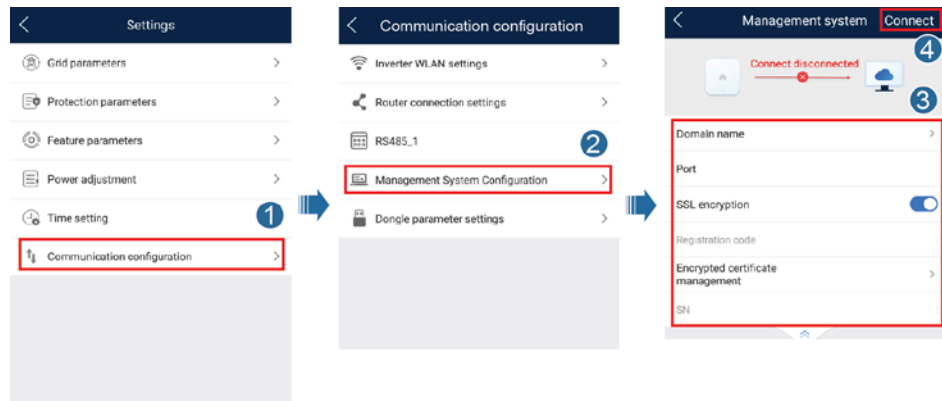 Settings
Grid parameters
Protection parameters
Feature parameters
Power adjustment
Time setting
1
Communication configuration
Communication configuration
Inverter WLAN settings
Router connection settings
RS485_1
2
Management System Configuration
Dongle parameter settings
Management system
Connect
4
Connect disconnected
3
Domain name
Port
SSL encryption
Registration code
Encrypted certificate
management
SN